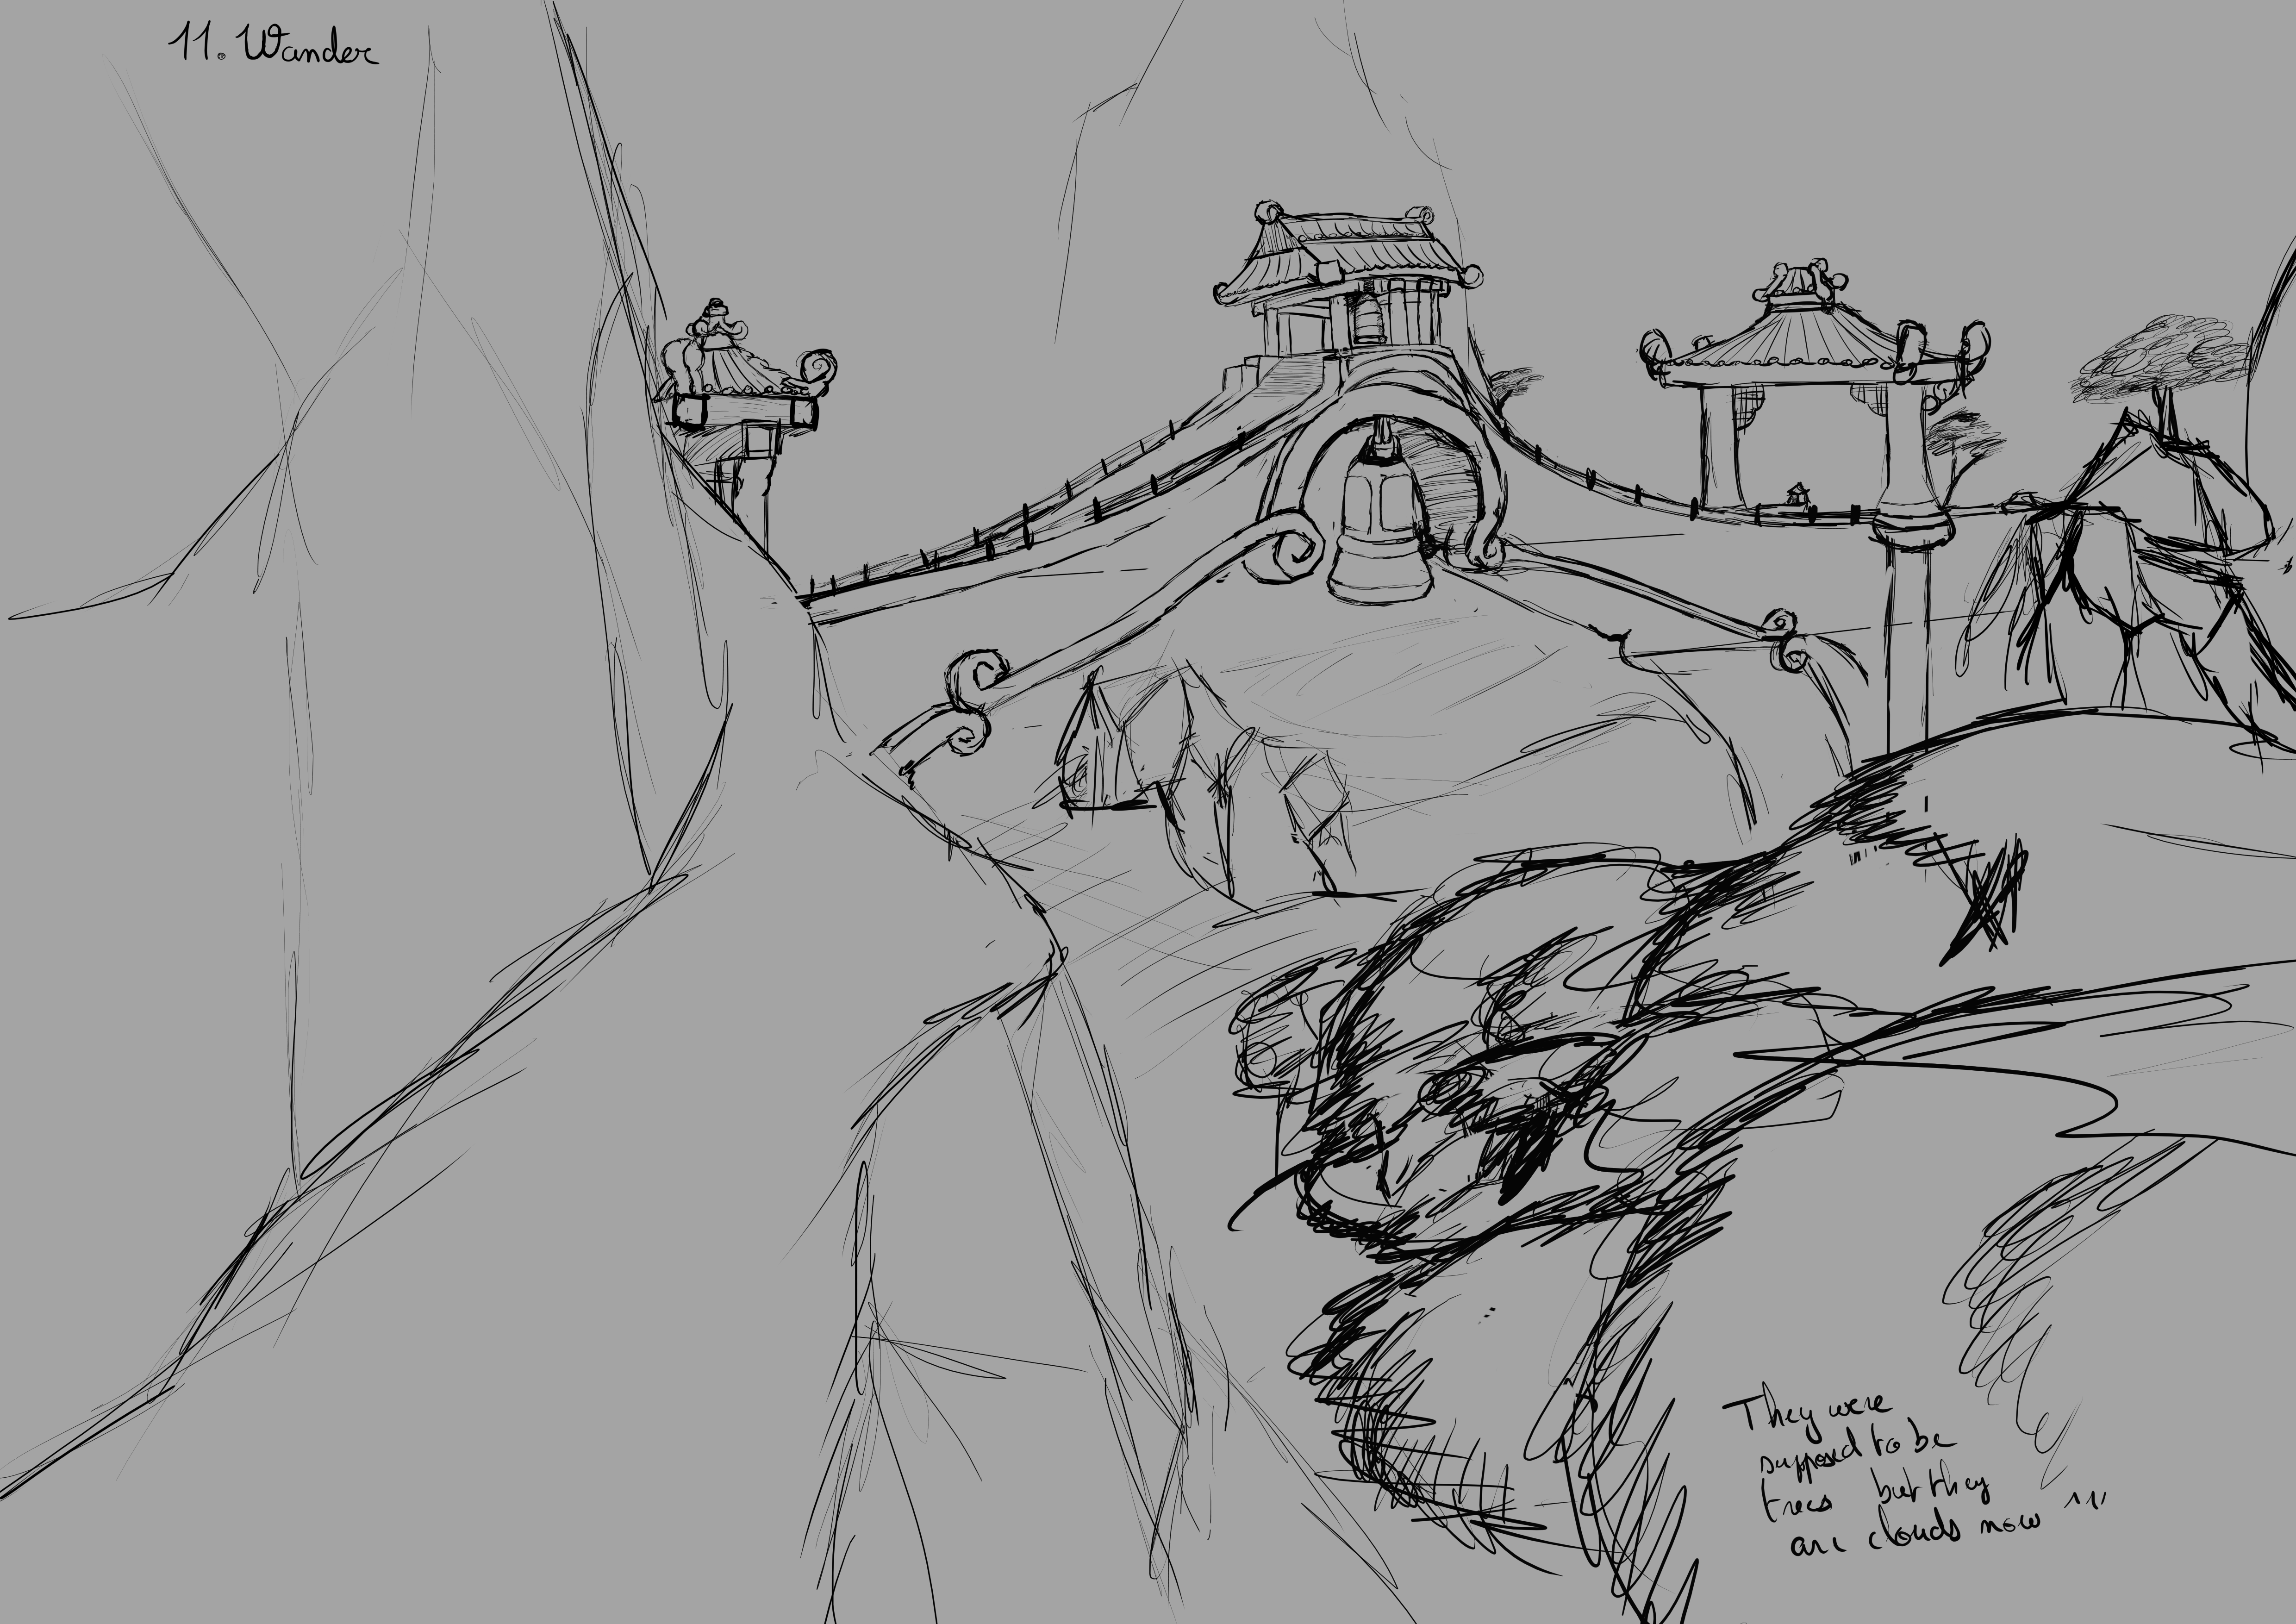 11. Wander
They were
supposed to be
trees but they
are clouds now ^^'